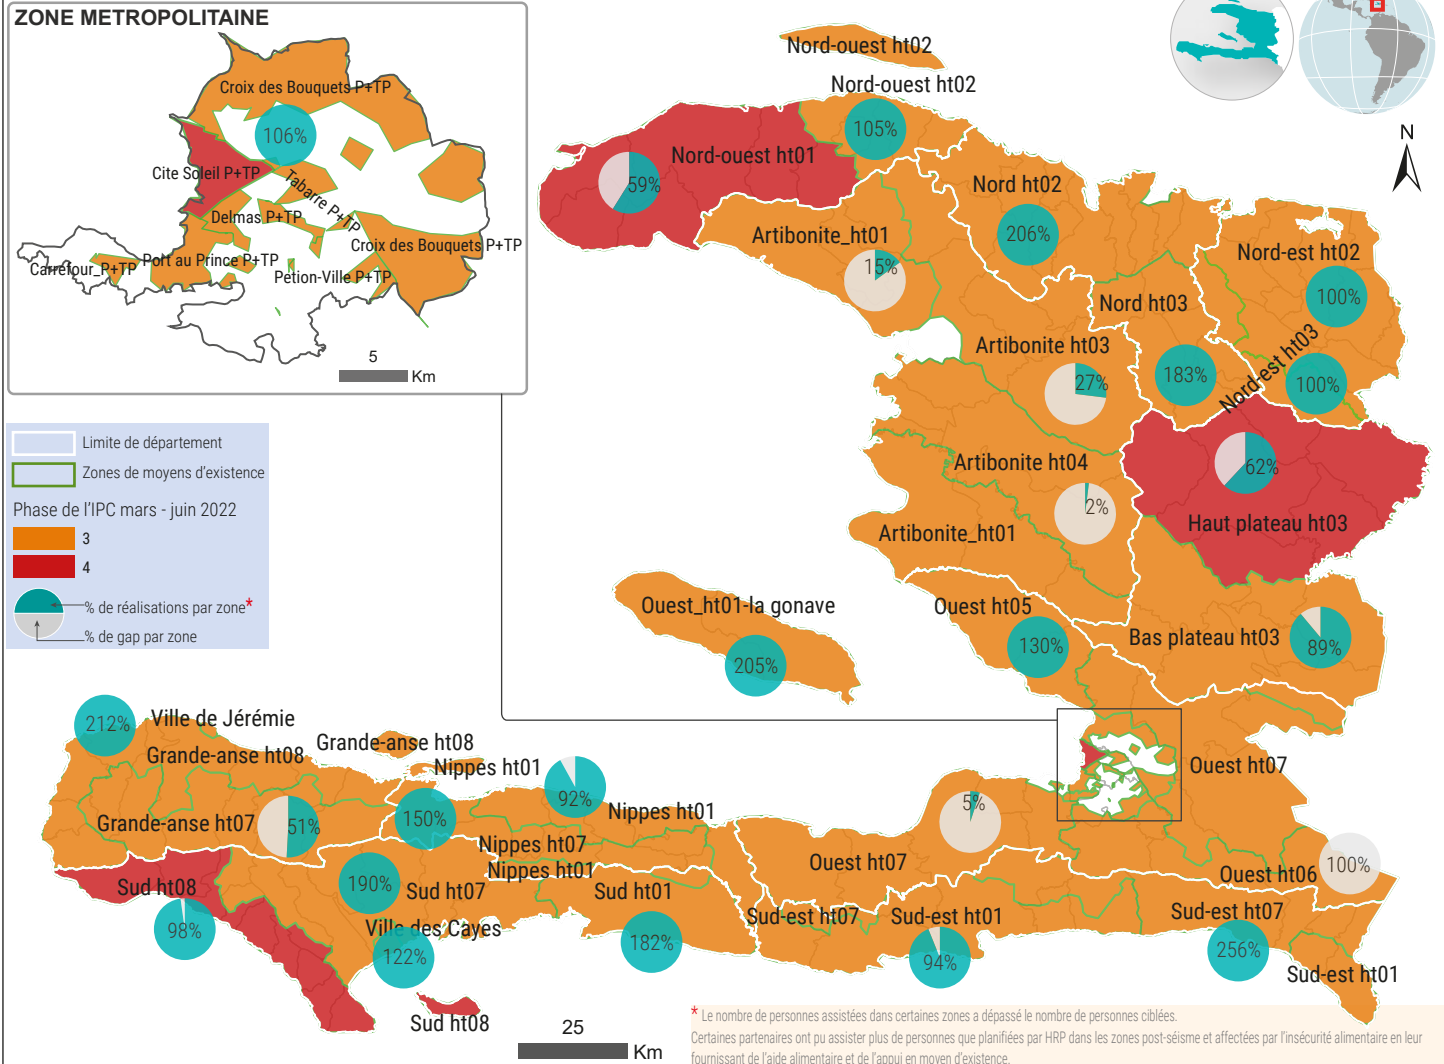 ZONE METROPOLITAINE
Croix des Bouquets P+TP
106%
Cite Soleil P+TP
Tabarre P+TP
Delmas P+TP
Croix des Bouquets P+TP
Port au Prince P+TP
Carrefour_P+TP
Petion-Ville P+TP
5
Km
Limite de département
Zones de moyens d'existence
Phase de l'IPC mars - juin 2022
3
4
% de réalisations par zone*
% de gap par zone
N
Nord-ouest ht02
Nord-ouest ht02
105%
Nord-ouest ht01
59%
Nord ht02
206%
Artibonite_ht01
15%
Nord-est ht02
100%
Nord ht03
183%
Nord-est ht03
100%
Artibonite ht03
27%
Artibonite ht04
2%
62%
Haut plateau ht03
Artibonite_ht01
Ouest_ht01-la gonave
205%
Ouest ht05
130%
Bas plateau ht03
89%
212%
Ville de Jérémie
Grande-anse ht08
Grande-anse ht08
Nippes ht01
92%
Nippes ht01
Grande-anse ht07
51%
150%
Nippes ht07
Nippes ht01
5%
Ouest ht07
Ouest ht07
Ouest ht06
100%
Sud ht08
98%
190%
Sud ht07
Ville des Cayes
122%
Sud ht01
182%
Sud-est ht07
Sud-est ht01
94%
Sud-est ht07
256%
Sud-est ht01
Sud ht08
25
Km
* Le nombre de personnes assistées dans certaines zones a dépassé le nombre de personnes ciblées.
Certaines partenaires ont pu assister plus de personnes que planifiées par HRP dans les zones post-séisme et affectées par l'insécurité alimentaire en leur
fournissant de l'aide alimentaire et de l'appui en moyen d'existence.